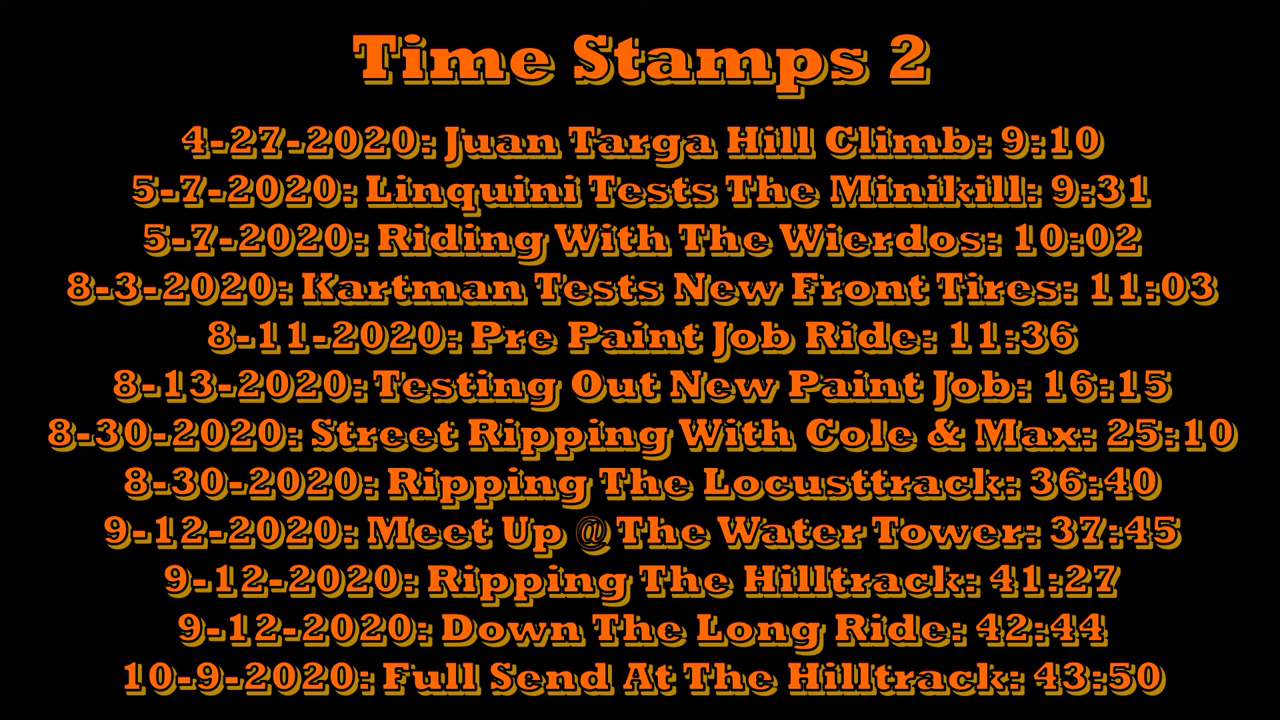 Time Stamps 2
4-27-2020: Juan Targa Hill Climb: 9:10
5-7-2020: Linquini Tests The Minikill: 9:31
5-7-2020: Riding With The Wierdos: 10:02
8-3-2020: Kartman Tests New Front Tires: 11:03
8-11-2020: Pre Paint Job Ride: 11:36
8-13-2020: Testing Out New Paint Job: 16:15
8-30-2020: Street Ripping With Cole & Max: 25:10
8-30-2020: Ripping The Locusttrack: 36:40
9-12-2020: Meet Up @ The Water Tower: 37:45
9-12-2020: Ripping The Hilltrack: 41:27
9-12-2020: Down The Long Ride: 42:44
10-9-2020: Full Send At The Hilltrack: 43:50